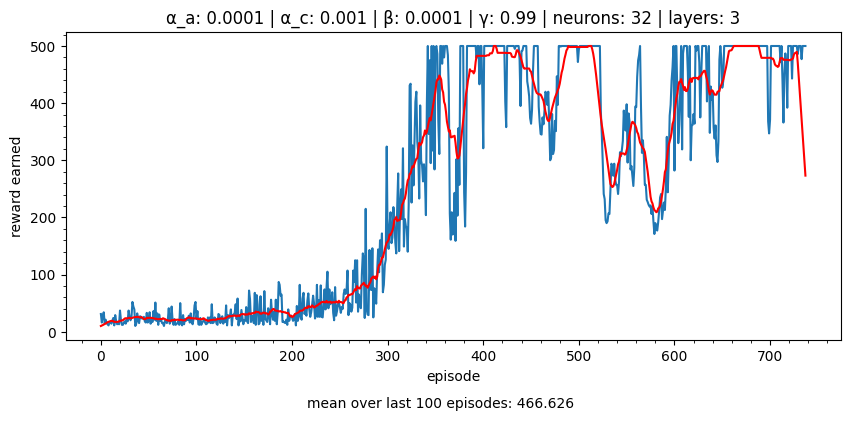 α_a: 0.0001 | α_c: 0.001 | β: 0.0001 | γ: 0.99 | neurons: 32 | layers: 3
500
400
300
200
100
0
reward earned
0 100 200 300 400 500 600 700
episode
mean over last 100 episodes: 466.626